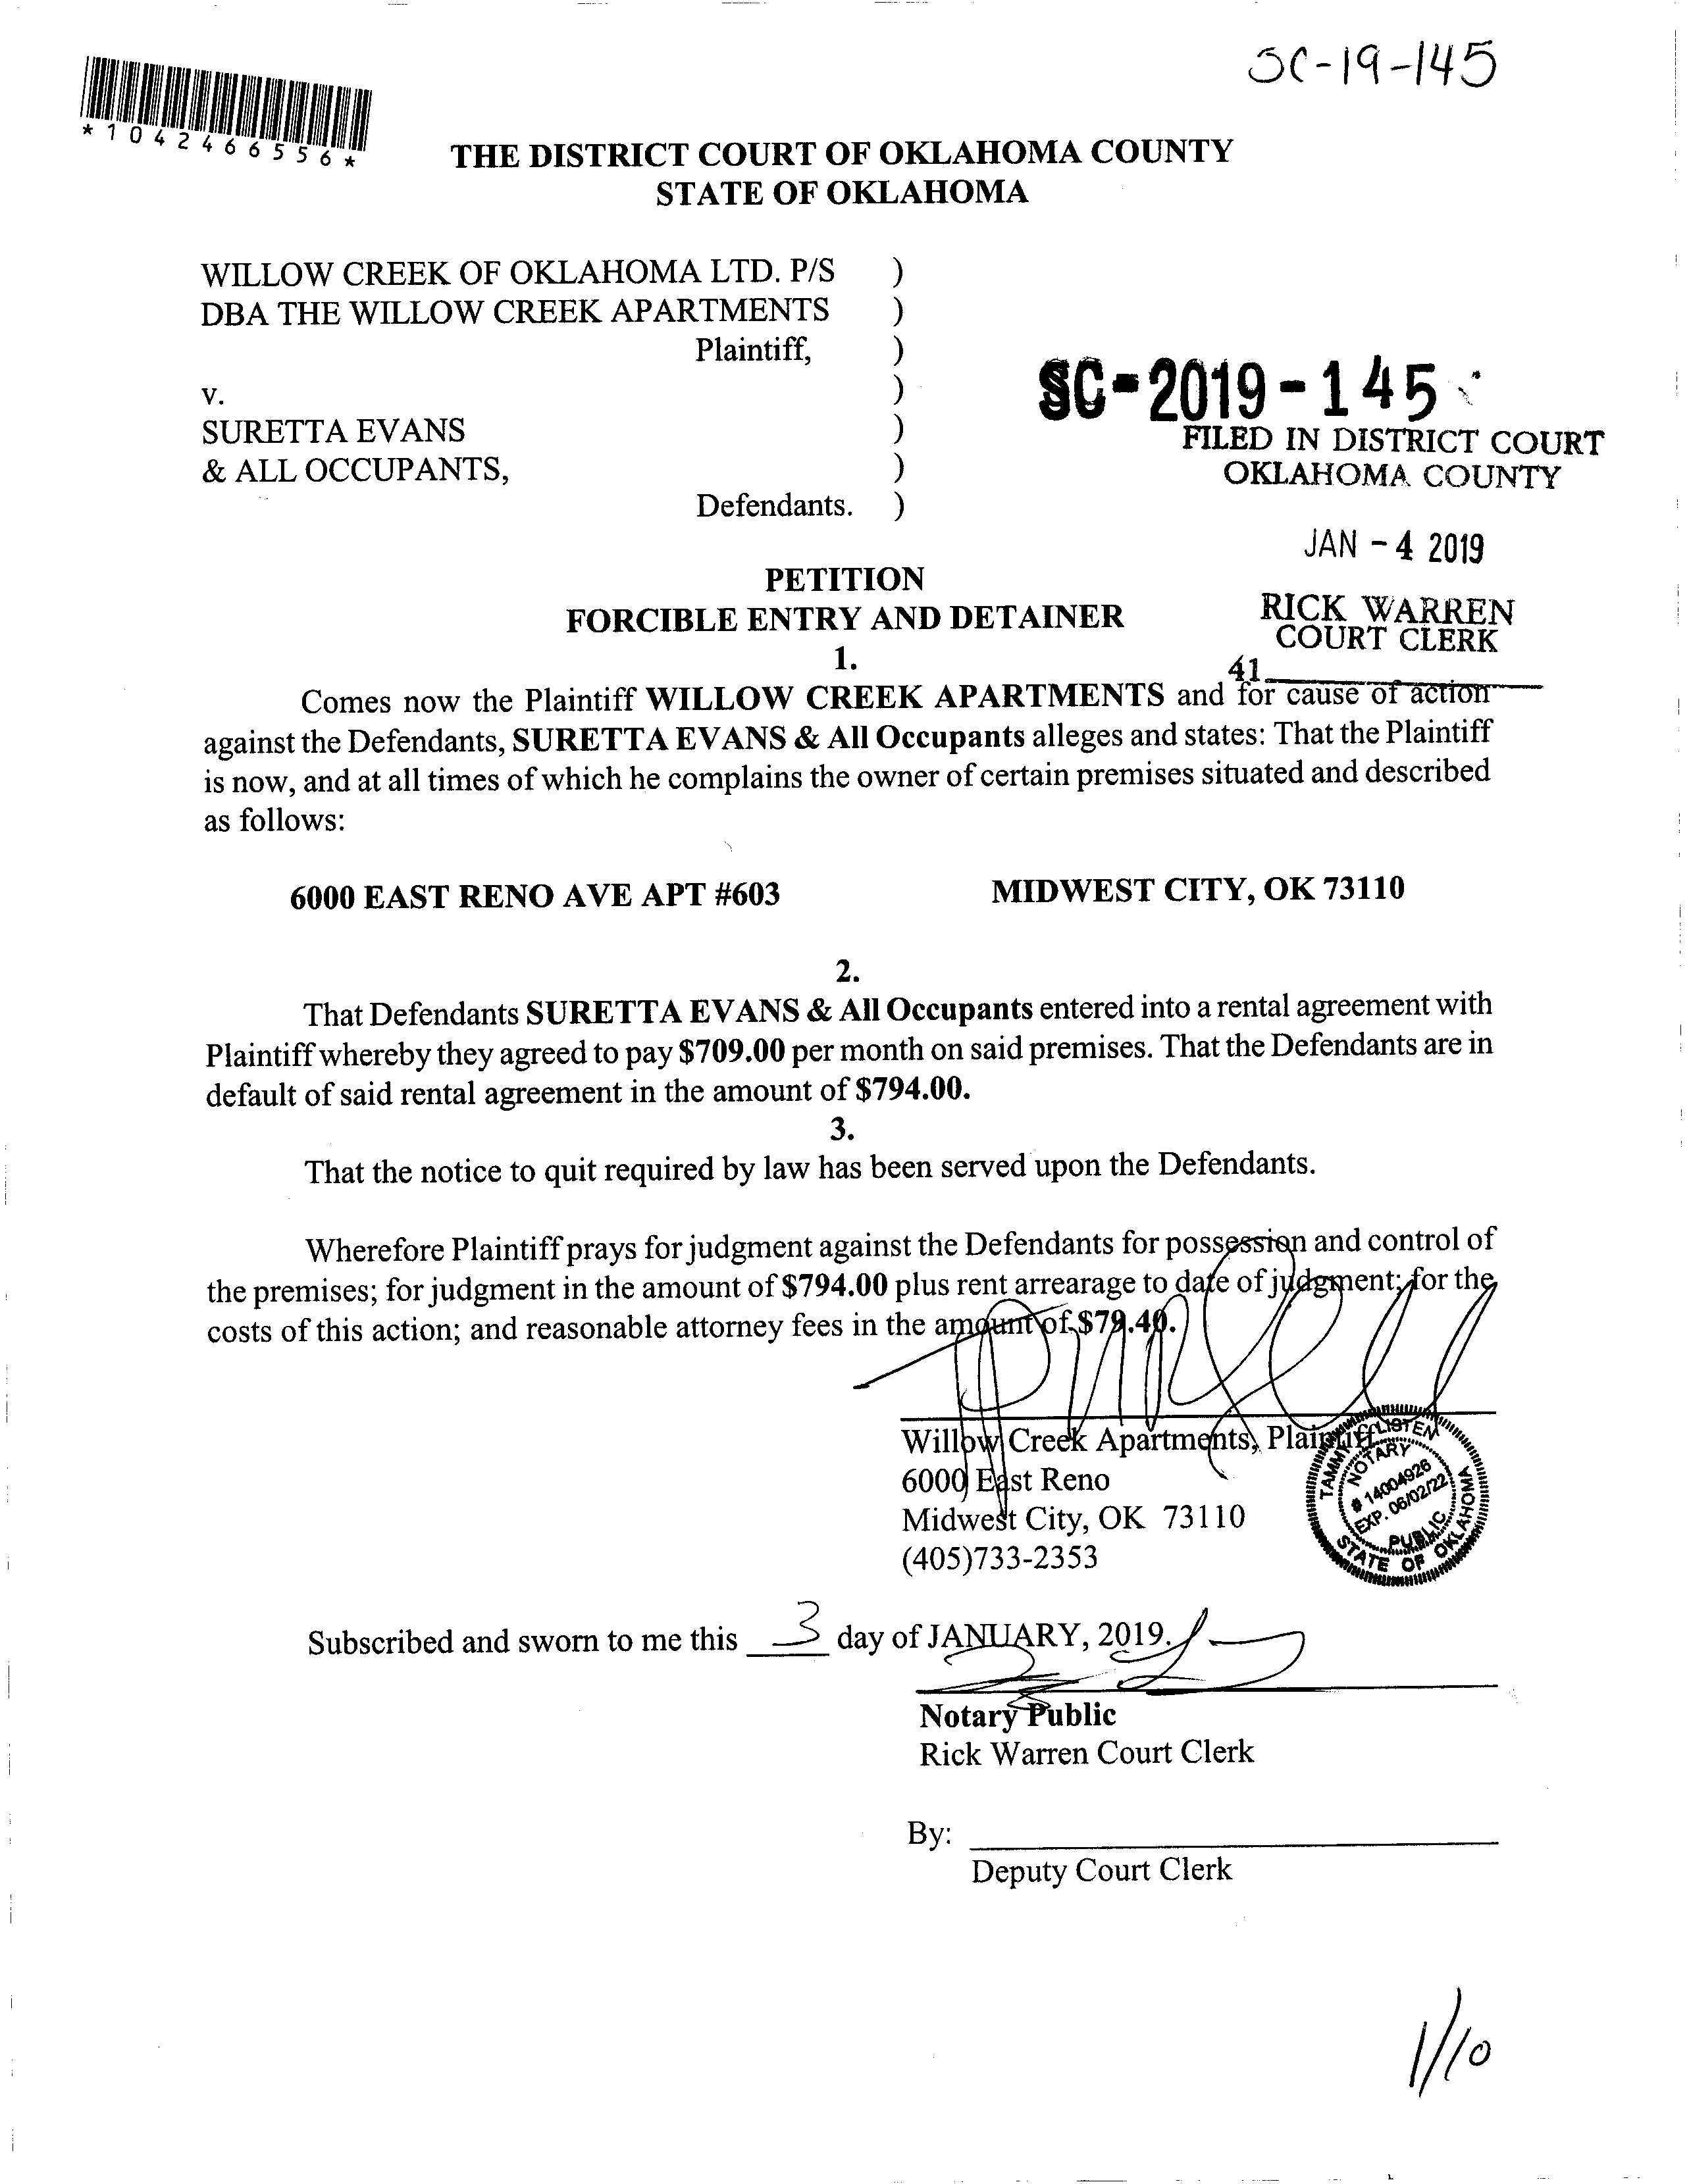 SC-19-145
*1042466556*
THE DISTRICT COURT OF OKLAHOMA COUNTY
STATE OF OKLAHOMA
WILLOW CREEK OF OKLAHOMA LTD. P/S )
DBA THE WILLOW CREEK APARTMENTS )
Plaintiff, )
v. )
SURETTA EVANS )
& ALL OCCUPANTS, )
Defendants. )
SC-2019-145
FILED IN DISTRICT COURT
OKLAHOMA COUNTY
JAN - 4 2019
RICK WARREN
COURT CLERK
41
PETITION
FORCIBLE ENTRY AND DETAINER
1.
Comes now the Plaintiff WILLOW CREEK APARTMENTS and for cause of action
against the Defendants, SURETTA EVANS & All Occupants alleges and states: That the Plaintiff
is now, and at all times of which he complains the owner of certain premises situated and described
as follows:
6000 EAST RENO AVE APT #603 MIDWEST CITY, OK 73110
2.
That Defendants SURETTA EVANS & All Occupants entered into a rental agreement with
Plaintiff whereby they agreed to pay $709.00 per month on said premises. That the Defendants are in
default of said rental agreement in the amount of $794.00.
3.
That the notice to quit required by law has been served upon the Defendants.
Wherefore Plaintiff prays for judgment against the Defendants for possession and control of
the premises; for judgment in the amount of $794.00 plus rent arrearage to date of judgment; for the
costs of this action; and reasonable attorney fees in the amount of $79.40.
Willow Creek Apartments, Plaintiff
6000 East Reno
Midwest City, OK 73110
(405)733-2353
NOTARY
# 14004926
EXP. 06/02/22
PUBLIC
STATE OF OKLAHOMA
Subscribed and sworn to me this 3 day of JANUARY, 2019.
Notary Public
Rick Warren Court Clerk
By:
Deputy Court Clerk
1/10